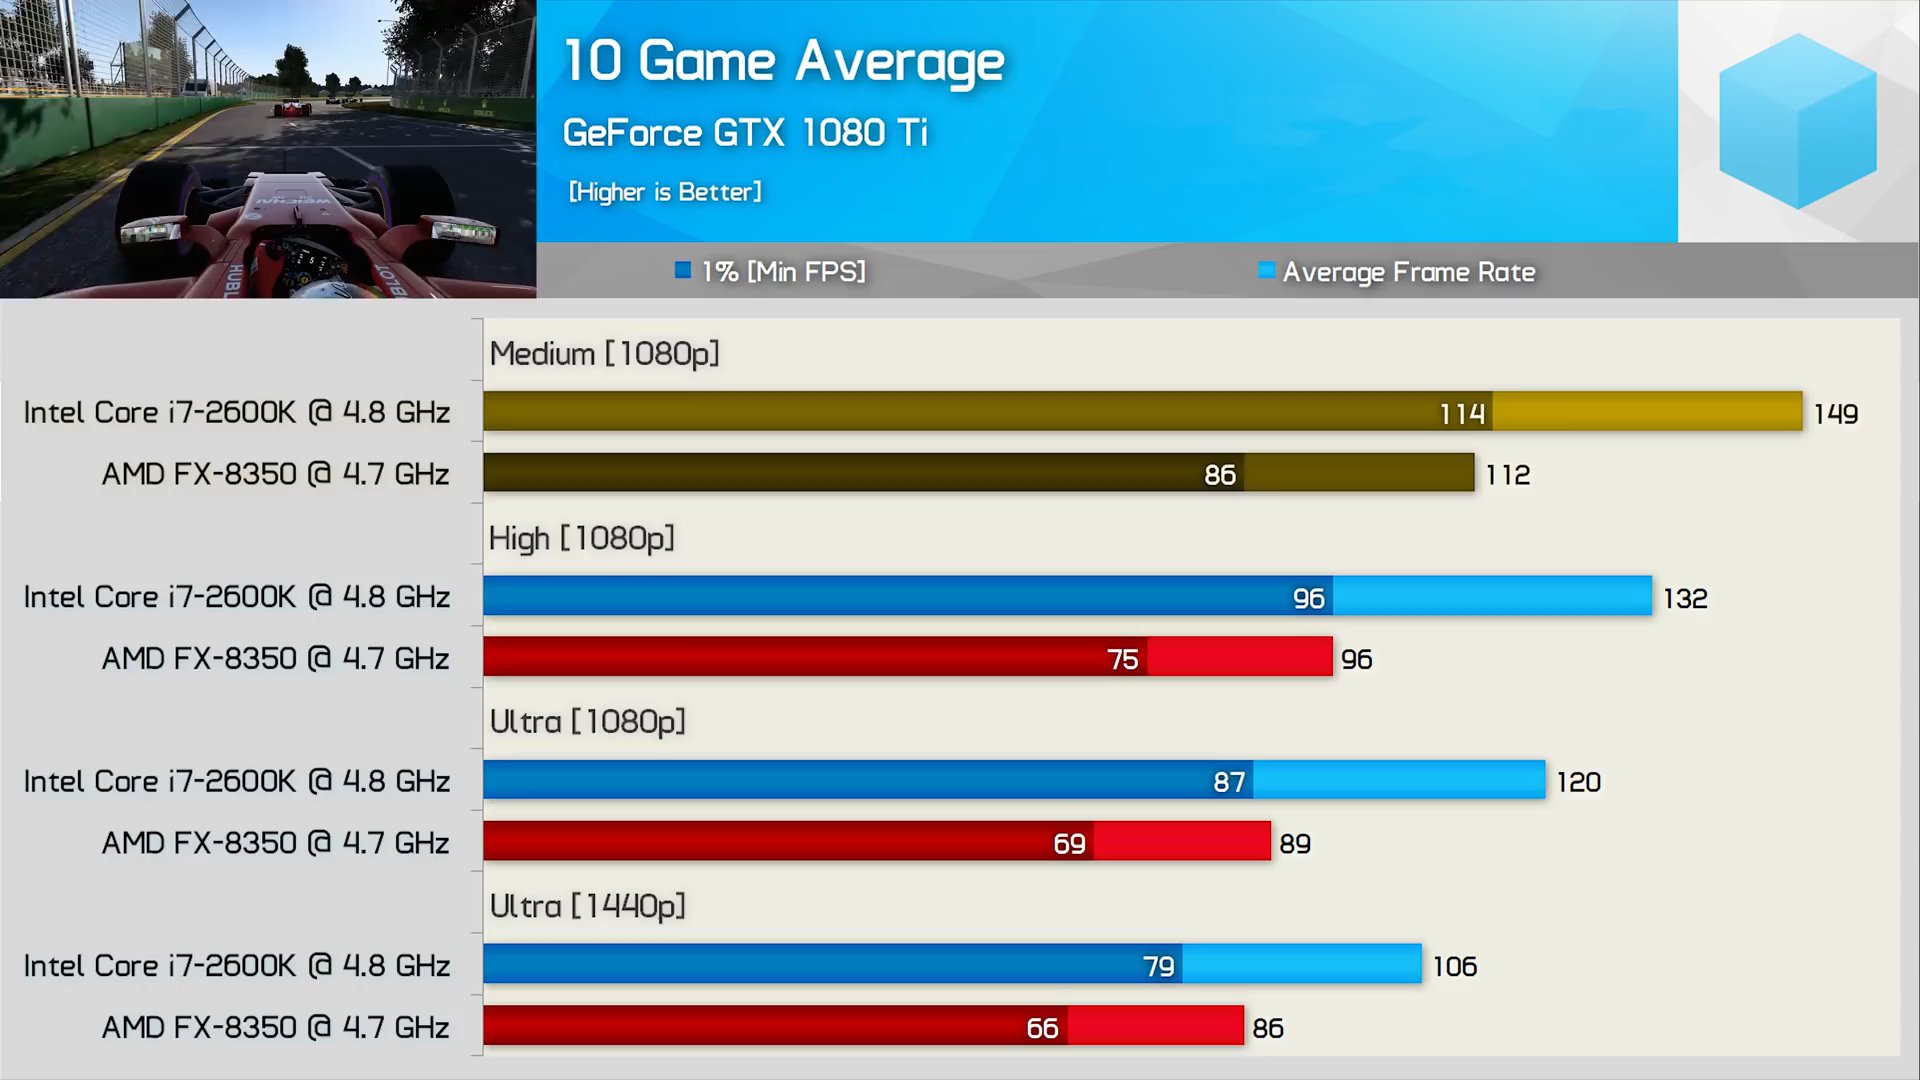 10 Game Average
GeForce GTX 1080 Ti
[Higher is Better]
1% [Min FPS]
Average Frame Rate
WEICHAI
HUBL
Medium [1080p]
Intel Core i7-2600K @ 4.8 GHz 114 149
AMD FX-8350 @ 4.7 GHz 86 112
High [1080p]
Intel Core i7-2600K @ 4.8 GHz 96 132
AMD FX-8350 @ 4.7 GHz 75 96
Ultra [1080p]
Intel Core i7-2600K @ 4.8 GHz 87 120
AMD FX-8350 @ 4.7 GHz 69 89
Ultra [1440p]
Intel Core i7-2600K @ 4.8 GHz 79 106
AMD FX-8350 @ 4.7 GHz 66 86